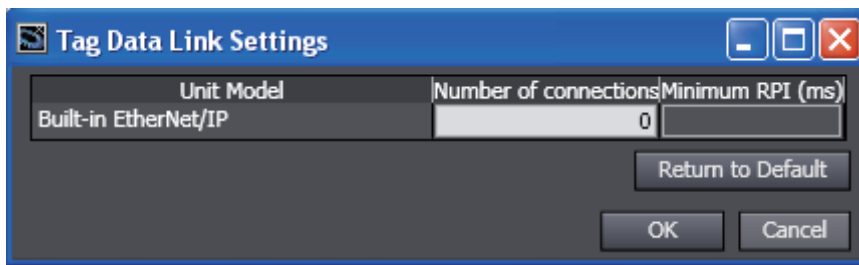 Tag Data Link Settings
Unit Model Number of connections Minimum RPI (ms)
Built-in EtherNet/IP 0
Return to Default
OK Cancel